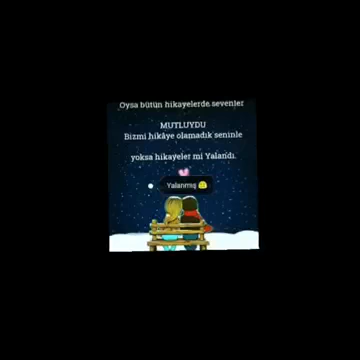 Oysa bütün hikayelerde sevenler
MUTLUYDU
Bizmi hikâye olamadık seninle
yoksa hikayeler mi Yalandı.
Yalanmış